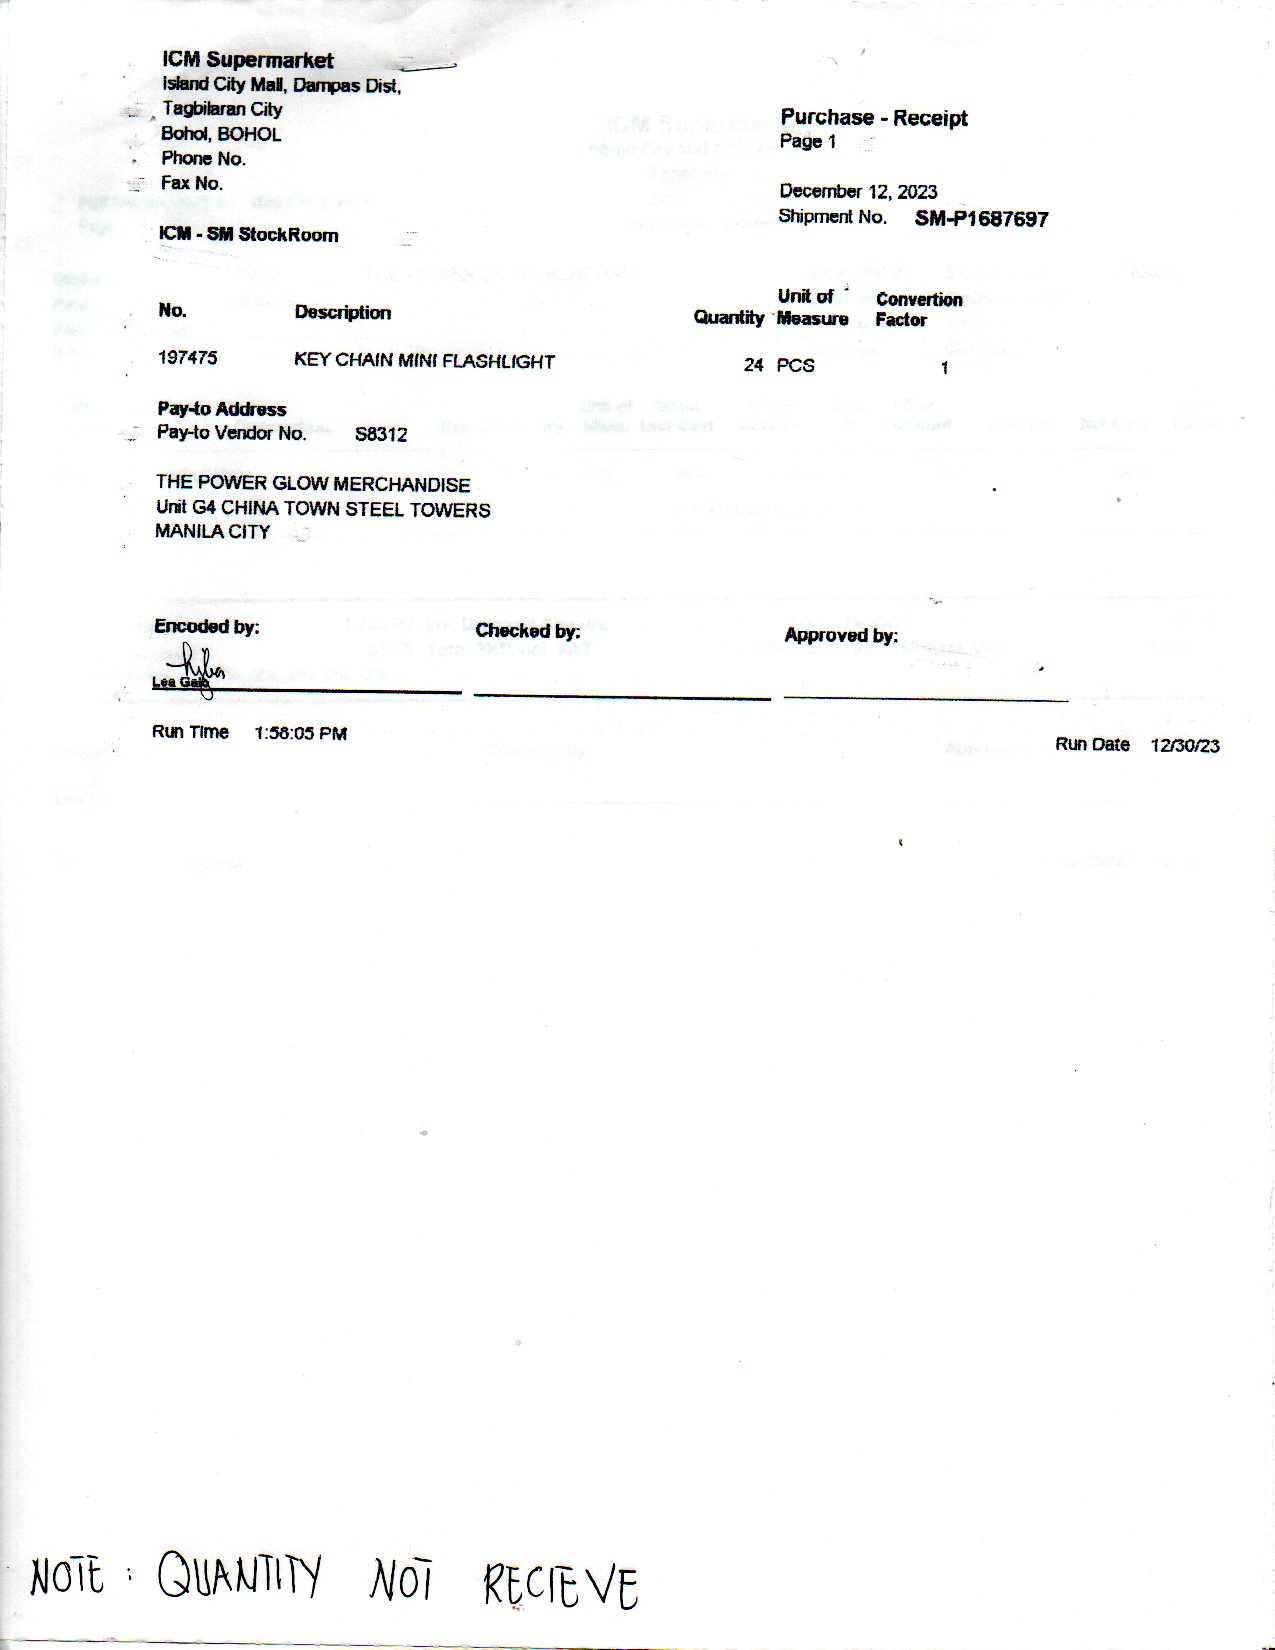 ICM Supermarket
Island City Mall, Dampas Dist,
Tagbilaran City
Bohol, BOHOL
Phone No.
Fax No.
ICM - SM StockRoom
Purchase - Receipt
Page 1
December 12, 2023
Shipment No. SM-P1687697
No. Description Quantity Unit of Measure Convertion Factor
197475 KEY CHAIN MINI FLASHLIGHT 24 PCS 1
Pay-to Address
Pay-to Vendor No. S8312
THE POWER GLOW MERCHANDISE
Unit G4 CHINA TOWN STEEL TOWERS
MANILA CITY
Encoded by: Checked by: Approved by:
Lea
Run Time 1:58:05 PM Run Date 12/30/23
NOTE : QUANTITY NOT RECIEVE